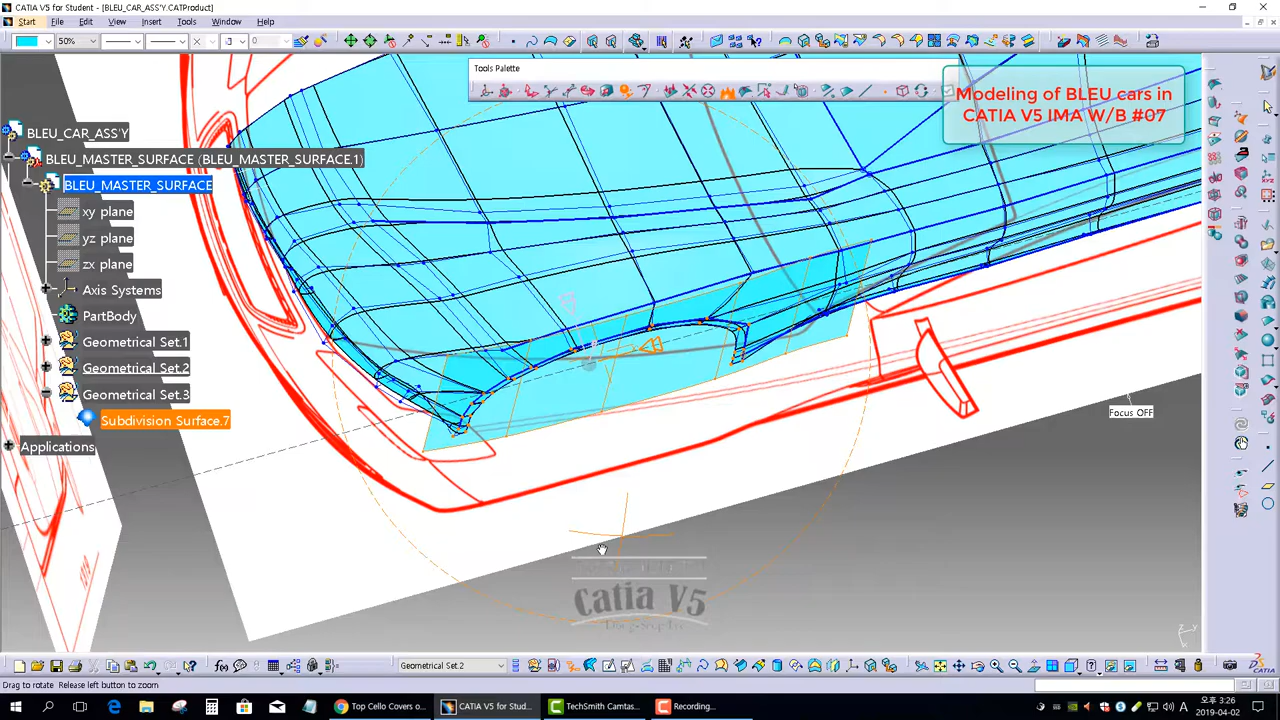 CATIA V5 for Student - [BLEU_CAR_ASS'Y.CATProduct]
Start File Edit View Insert Tools Window Help
50% 3 0
Tools Palette
Modeling of BLEU cars in
CATIA V5 IMA W/B #07
BLEU_CAR_ASS'Y
BLEU_MASTER_SURFACE (BLEU_MASTER_SURFACE.1)
BLEU_MASTER_SURFACE
xy plane
yz plane
zx plane
Axis Systems
PartBody
Geometrical Set.1
Geometrical Set.2
Geometrical Set.3
Subdivision Surface.7
Applications
Focus OFF
Catia V5
Geometrical Set.2
CATIA
Drag to rotate Release left button to zoom
Top Cello Covers o...
CATIA V5 for Stud...
TechSmith Camtas...
Recording...
A
오후 3:26
2019-04-02